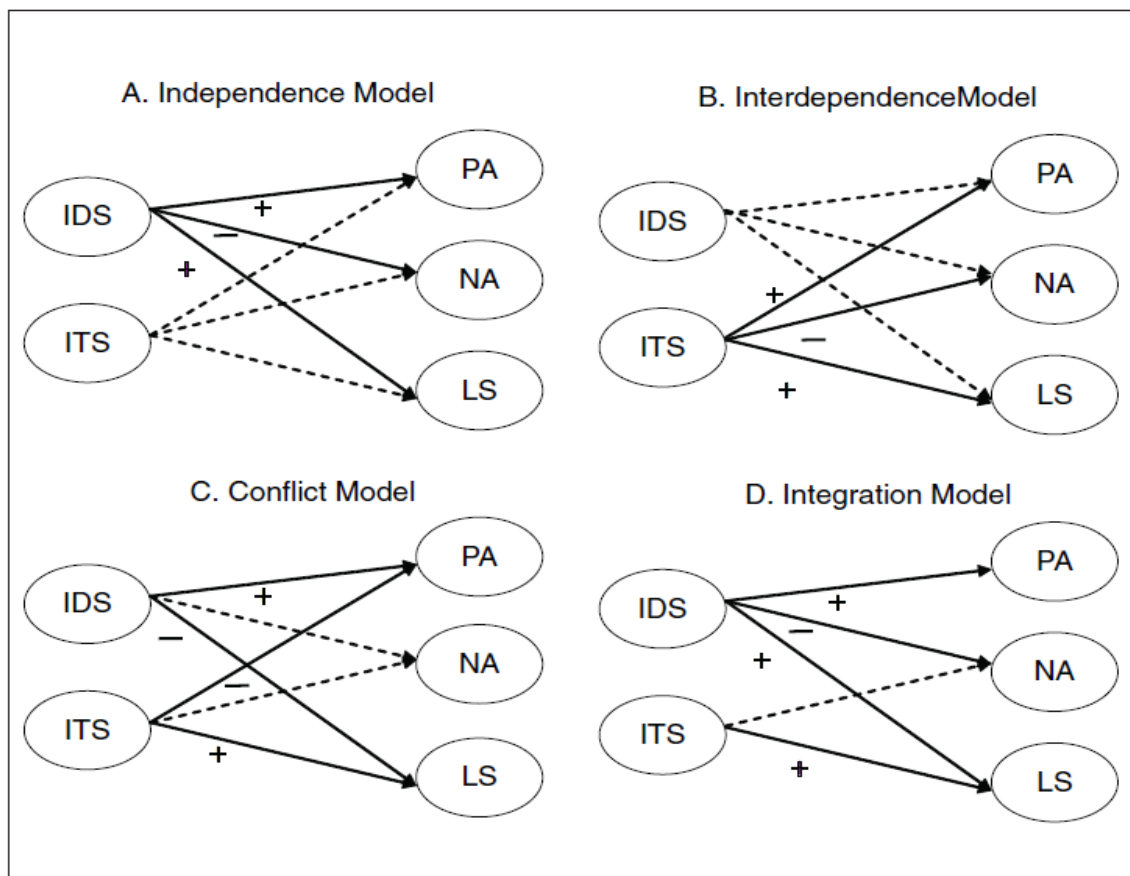 A. Independence Model
IDS
ITS
PA
NA
LS
+
−
+
B. InterdependenceModel
IDS
ITS
PA
NA
LS
+
−
+
C. Conflict Model
IDS
ITS
PA
NA
LS
+
−
−
+
D. Integration Model
IDS
ITS
PA
NA
LS
+
−
+
+